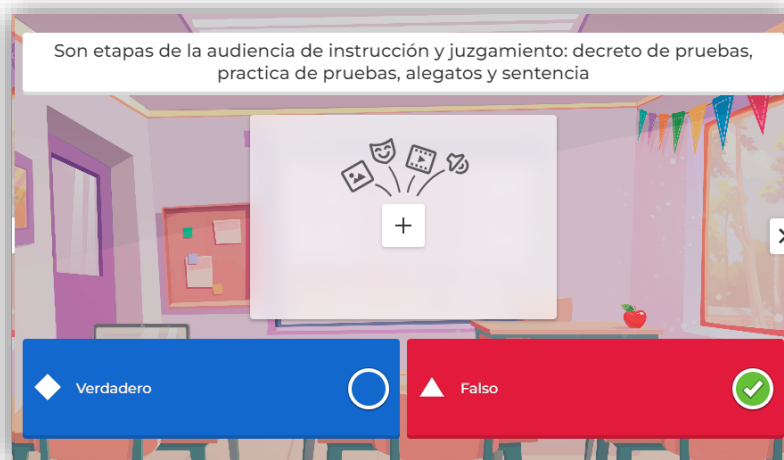 Son etapas de la audiencia de instrucción y juzgamiento: decreto de pruebas,
practica de pruebas, alegatos y sentencia
Verdadero
Falso